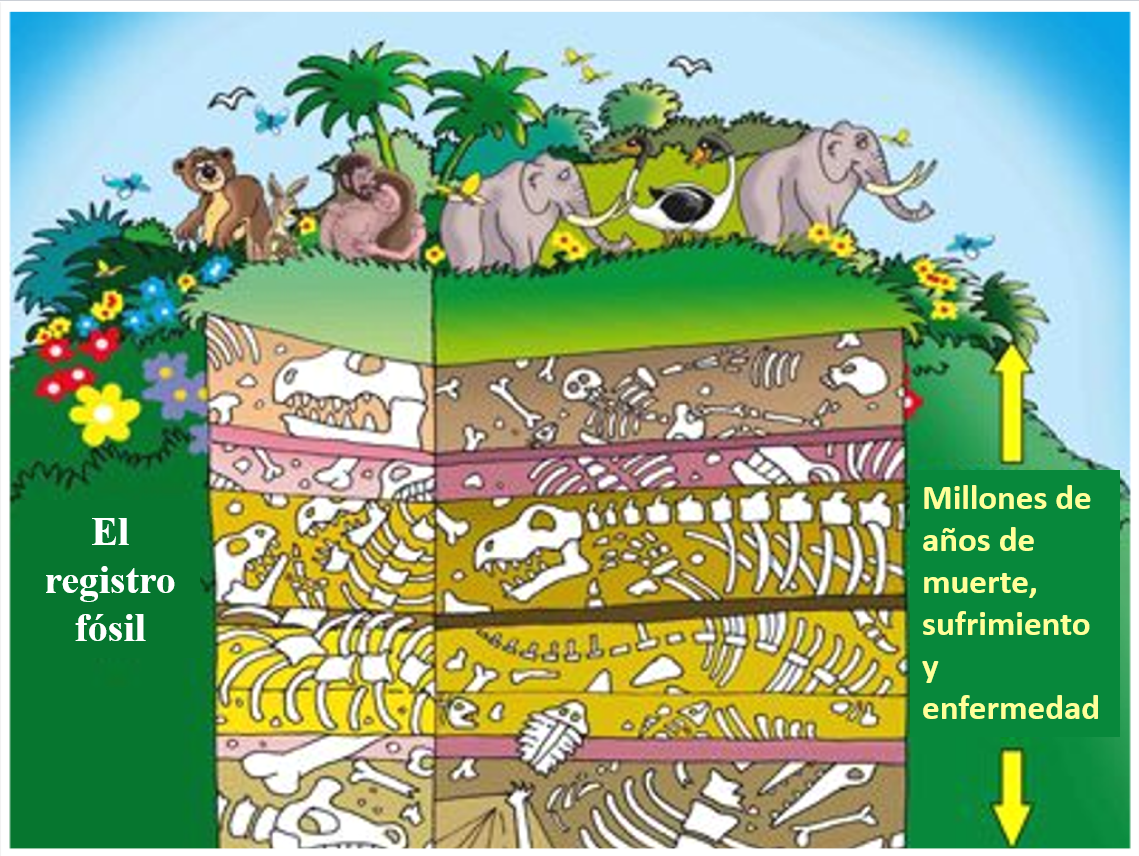 El
registro
fósil
Millones de
años de
muerte,
sufrimiento
y
enfermedad